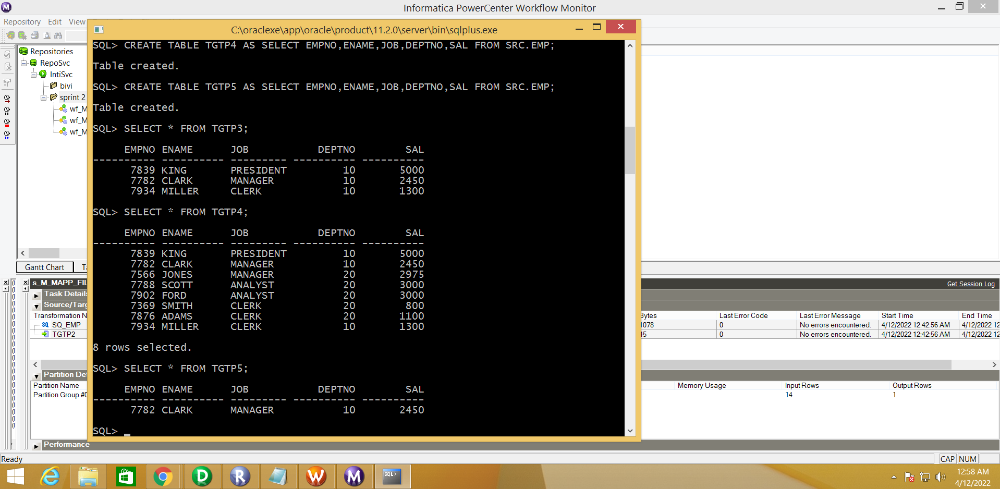 Informatica PowerCenter Workflow Monitor
Repository Edit View
C:\oraclexe\app\oracle\product\11.2.0\server\bin\sqlplus.exe
Repositories
RepoSvc
IntiSvc
bivi
sprint 2
wf_M
wf_M
wf_M
Gantt Chart
SQL> CREATE TABLE TGTP4 AS SELECT EMPNO,ENAME,JOB,DEPTNO,SAL FROM SRC.EMP;
Table created.
SQL> CREATE TABLE TGTP5 AS SELECT EMPNO,ENAME,JOB,DEPTNO,SAL FROM SRC.EMP;
Table created.
SQL> SELECT * FROM TGTP3;
EMPNO ENAME JOB DEPTNO SAL
---------- ---------- --------- ---------- ----------
7839 KING PRESIDENT 10 5000
7782 CLARK MANAGER 10 2450
7934 MILLER CLERK 10 1300
SQL> SELECT * FROM TGTP4;
EMPNO ENAME JOB DEPTNO SAL
---------- ---------- --------- ---------- ----------
7839 KING PRESIDENT 10 5000
7782 CLARK MANAGER 10 2450
7566 JONES MANAGER 20 2975
7788 SCOTT ANALYST 20 3000
7902 FORD ANALYST 20 3000
7369 SMITH CLERK 20 800
7876 ADAMS CLERK 20 1100
7934 MILLER CLERK 10 1300
8 rows selected.
SQL> SELECT * FROM TGTP5;
EMPNO ENAME JOB DEPTNO SAL
---------- ---------- --------- ---------- ----------
7782 CLARK MANAGER 10 2450
SQL>
s_M_MAPP_FIL
Get Session Log
Task Details
Source/Targ
Transformation N
Bytes Last Error Code Last Error Message Start Time End Time
SQ_EMP
1078 0 No errors encountered. 4/12/2022 12:42:56 AM 4/12/2022 12
TGTP2
45 0 No errors encountered. 4/12/2022 12:42:56 AM 4/12/2022 12
Partition Det
Partition Name
Memory Usage Input Rows Output Rows
Partition Group #0
14 1
Performance
Ready
CAP NUM
12:58 AM
4/12/2022